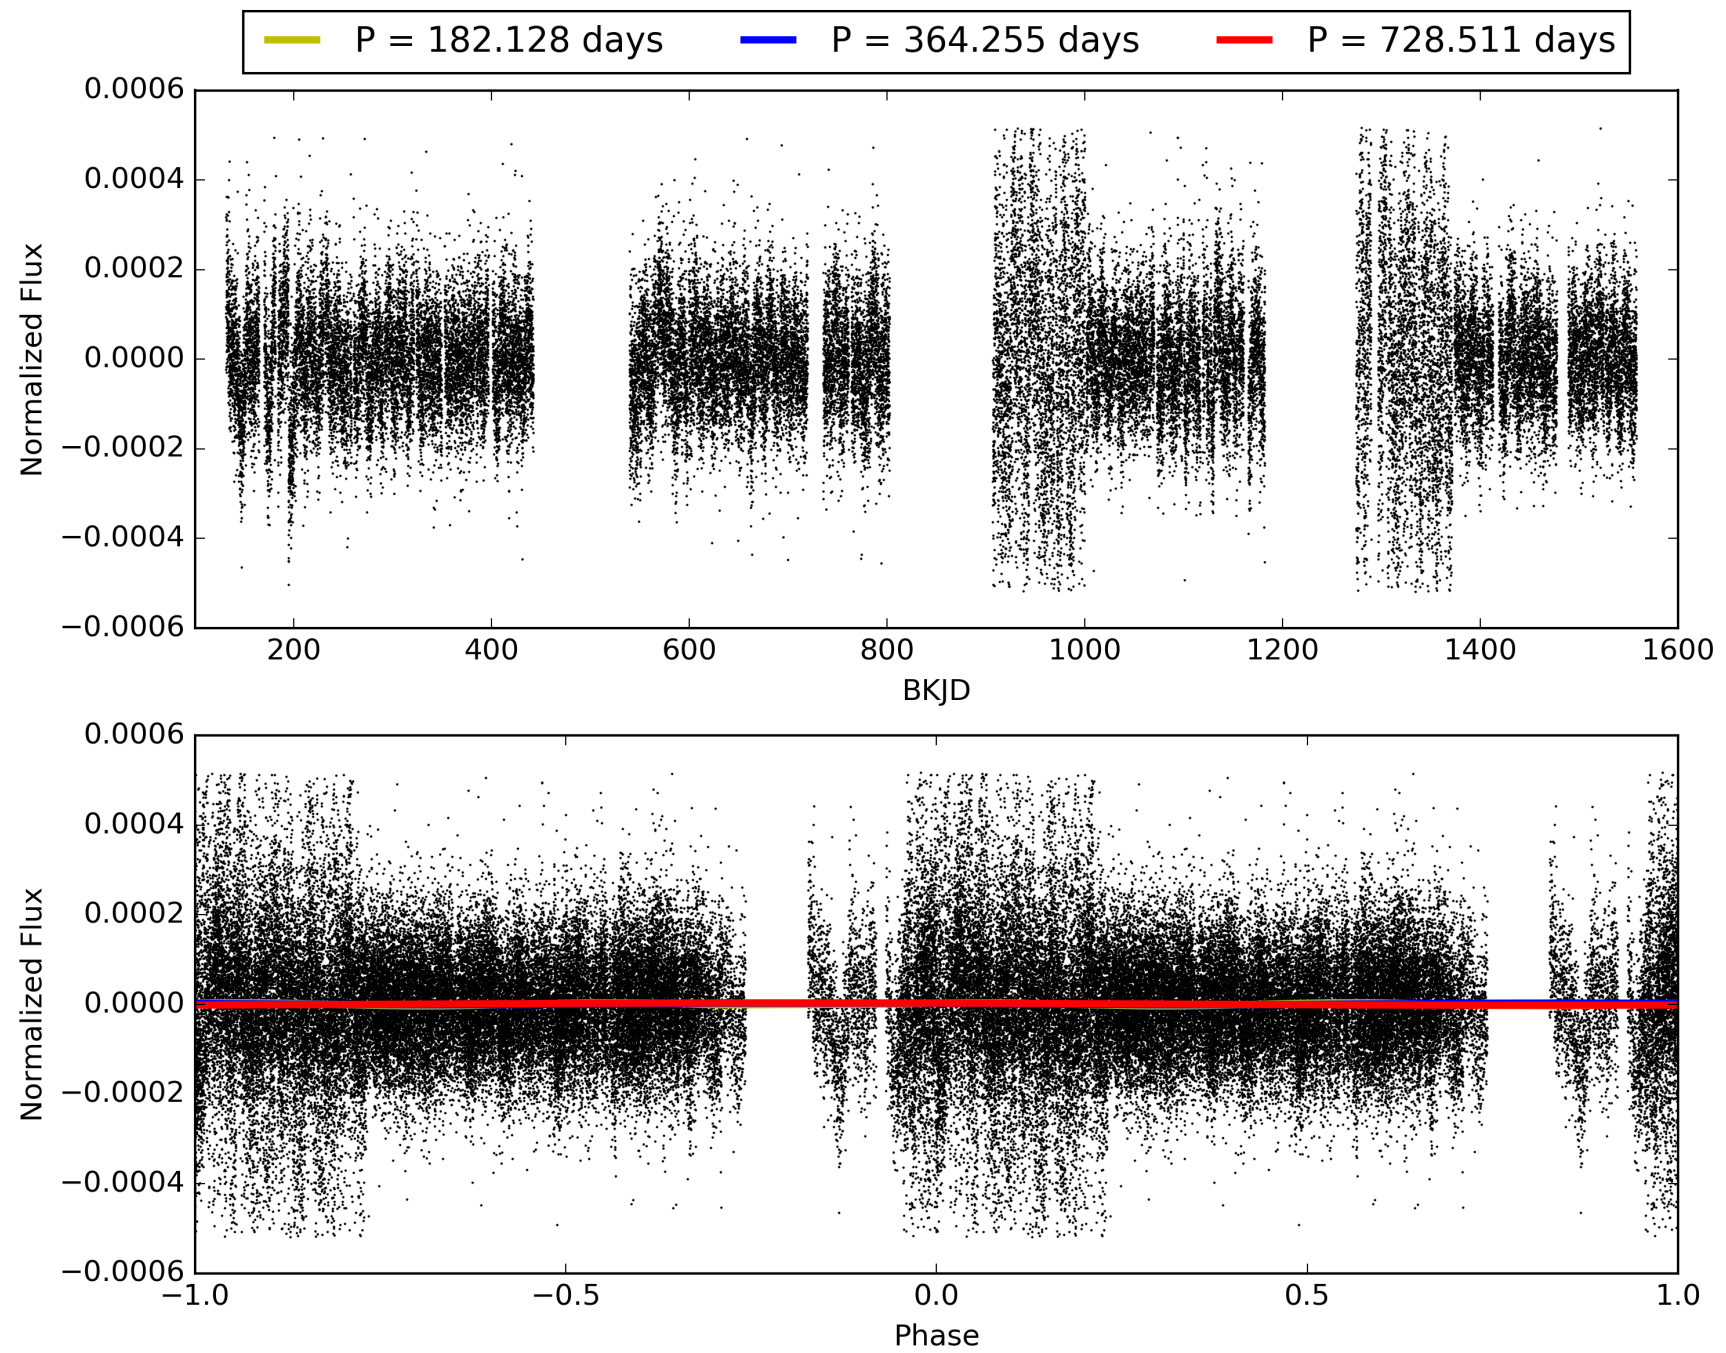 P = 182.128 days P = 364.255 days P = 728.511 days
0.0006
0.0004
0.0002
0.0000
−0.0002
−0.0004
−0.0006
Normalized Flux
200 400 600 800 1000 1200 1400 1600
BKJD
0.0006
0.0004
0.0002
0.0000
−0.0002
−0.0004
−0.0006
Normalized Flux
−1.0 −0.5 0.0 0.5 1.0
Phase